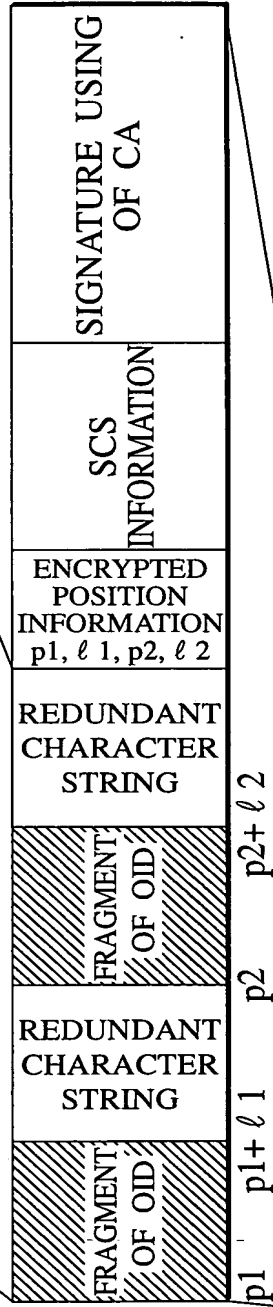 SIGNATURE USING
OF CA
SCS
INFORMATION
ENCRYPTED
POSITION
INFORMATION
p1, ℓ 1, p2, ℓ 2
REDUNDANT
CHARACTER
STRING
FRAGMENT
OF OID
REDUNDANT
CHARACTER
STRING
FRAGMENT
OF OID
p1 p1+ ℓ 1 p2 p2+ ℓ 2